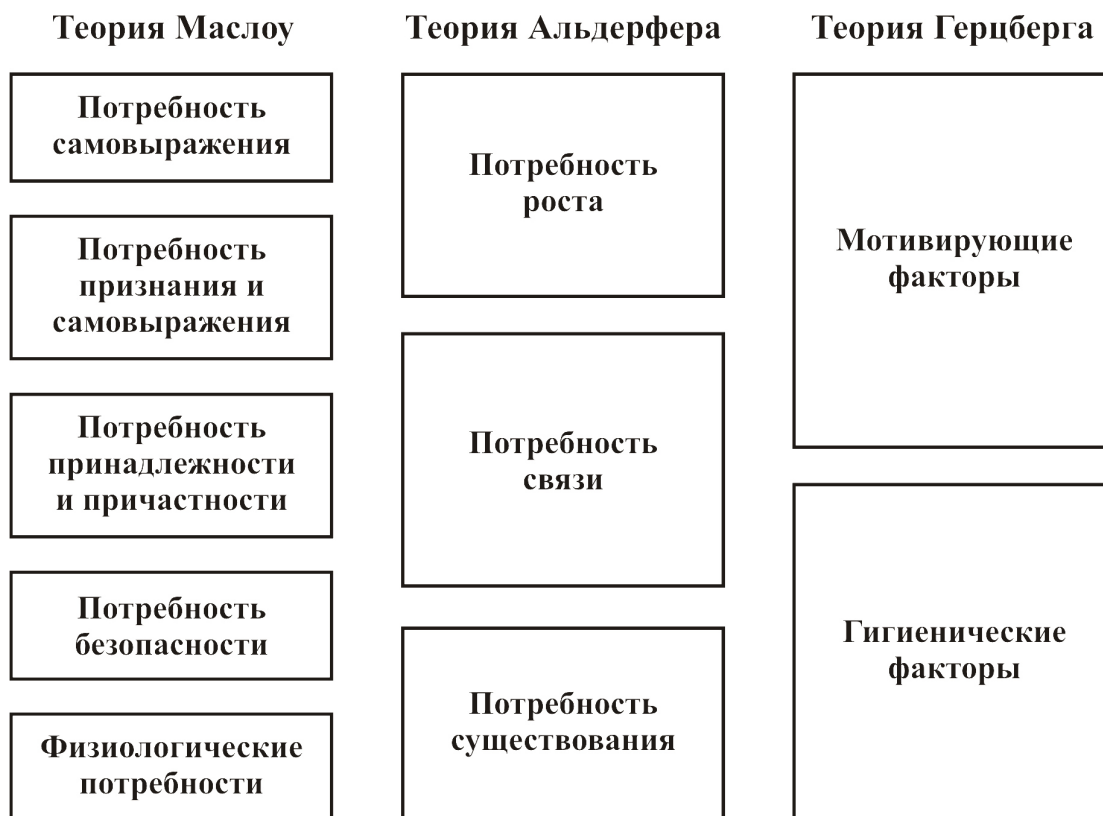 Теория Маслоу
Потребность
самовыражения
Потребность
признания и
самовыражения
Потребность
принадлежности
и причастности
Потребность
безопасности
Физиологические
потребности
Теория Альдерфера
Потребность
роста
Потребность
связи
Потребность
существования
Теория Герцберга
Мотивирующие
факторы
Гигиенические
факторы